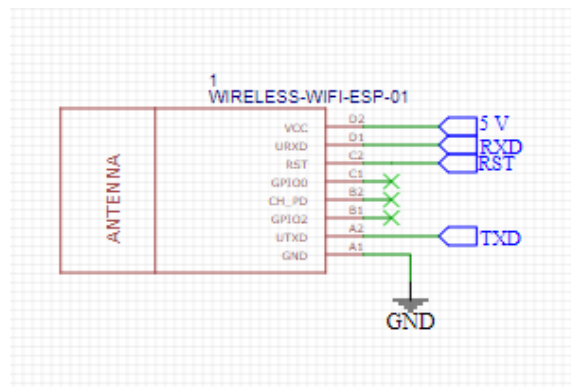 1
WIRELESS-WIFI-ESP-01
ANTENNA
VCC D2 5 V
URXD D1 RXD
RST C2 RST
GPIO0 C1
CH_PD B2
GPIO2 B1
UTXD A2 TXD
GND A1
GND